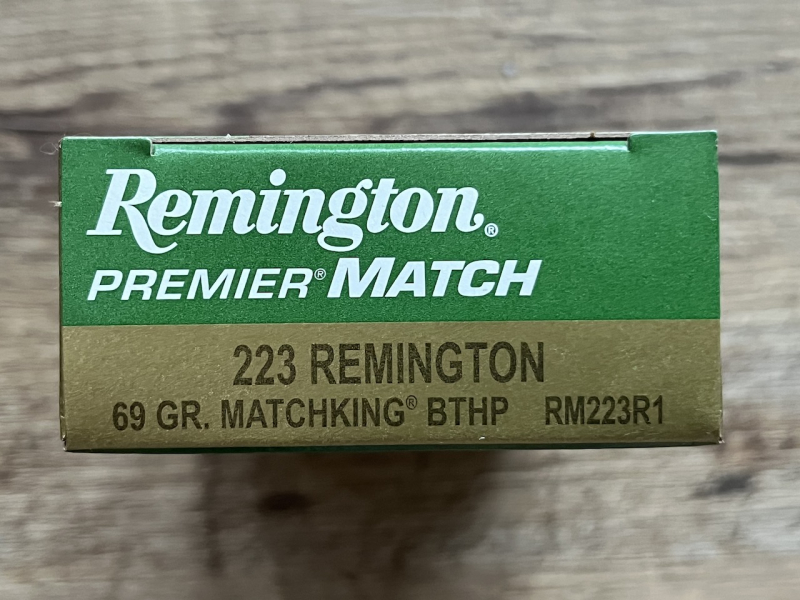 Remington®
PREMIER® MATCH
223 REMINGTON
69 GR. MATCHKING® BTHP RM223R1